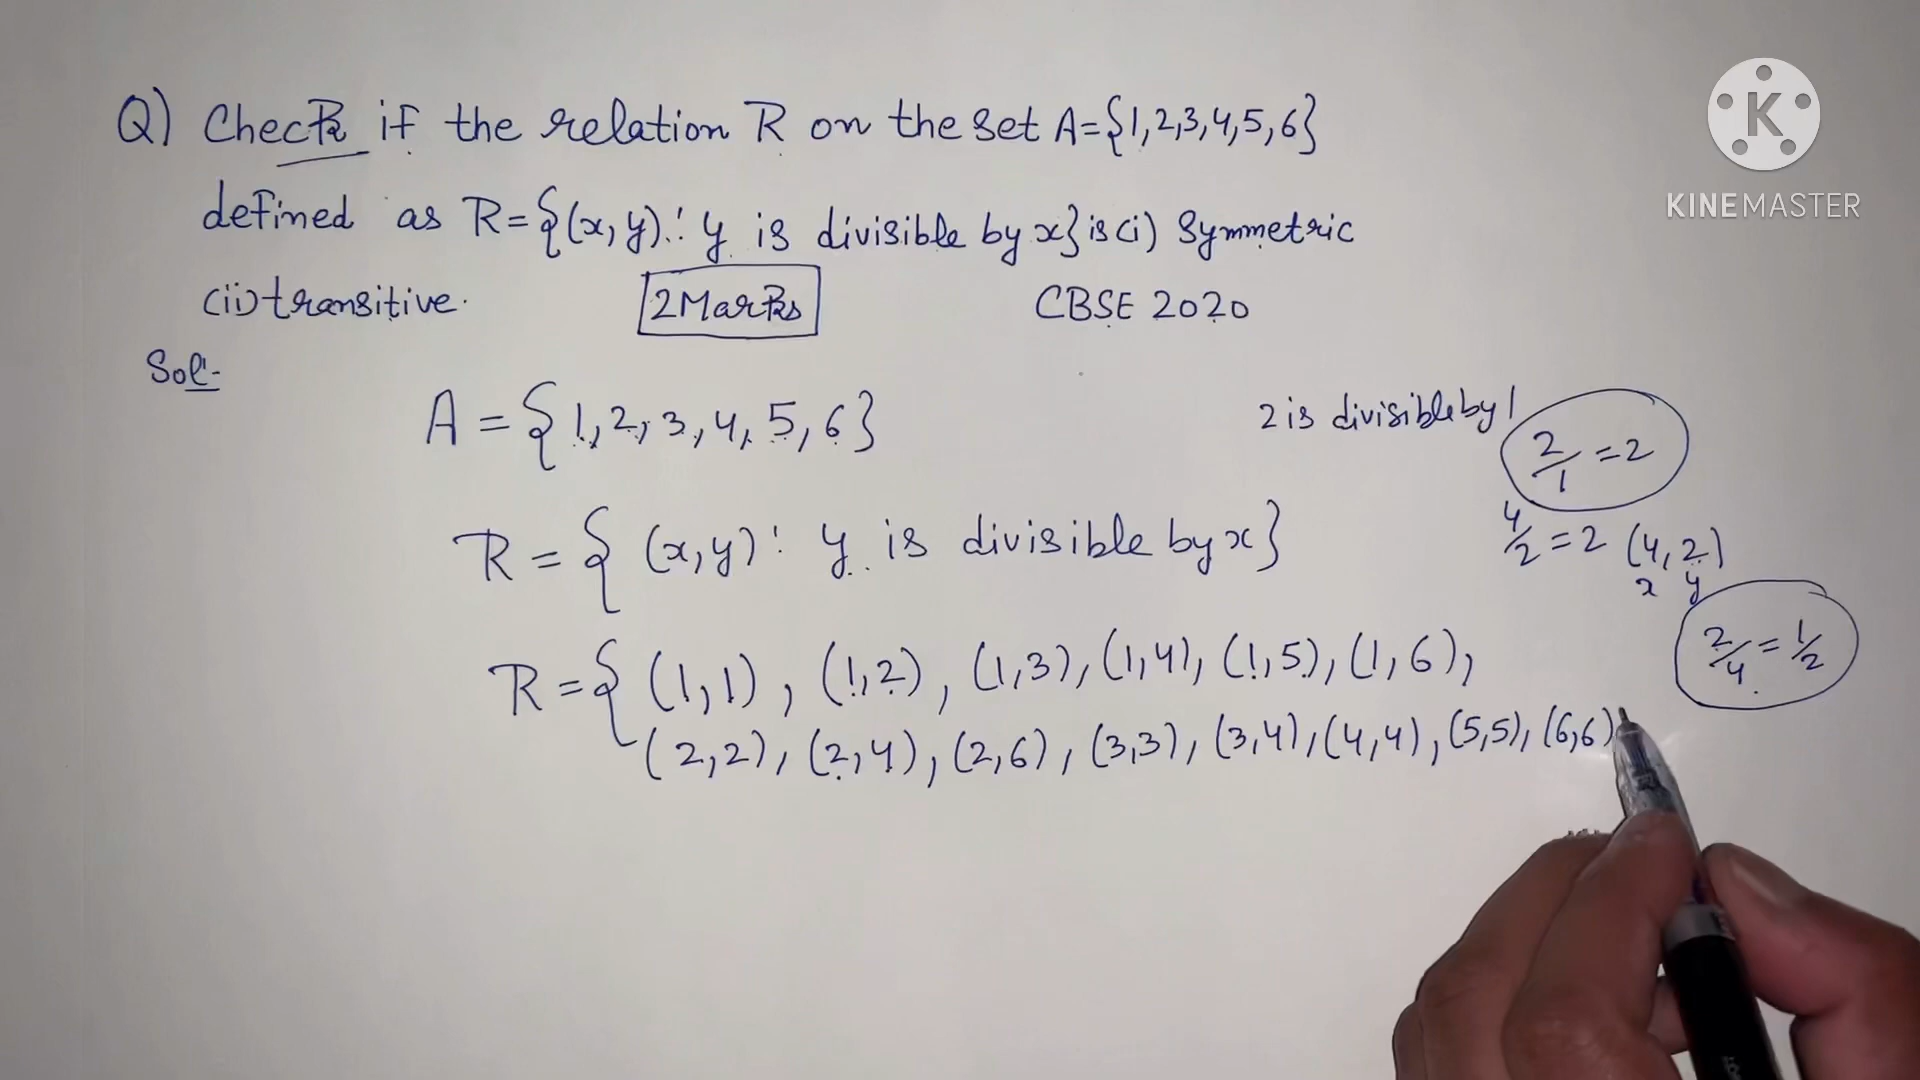 Q) Check if the relation R on the set A={1,2,3,4,5,6}
defined as R={(x,y): y is divisible by x} is (i) Symmetric
(ii) transitive.
2 Marks
CBSE 2020
Sol:-
A = {1, 2, 3, 4, 5, 6}
2 is divisible by 1
2/1 = 2
R = { (x,y): y is divisible by x}
4/2 = 2 (4, 2)
x y
2/4 = 1/2
R = { (1,1), (1,2), (1,3), (1,4), (1,5), (1,6),
(2,2), (2,4), (2,6), (3,3), (3,4), (4,4), (5,5), (6,6)
K
KINEMASTER